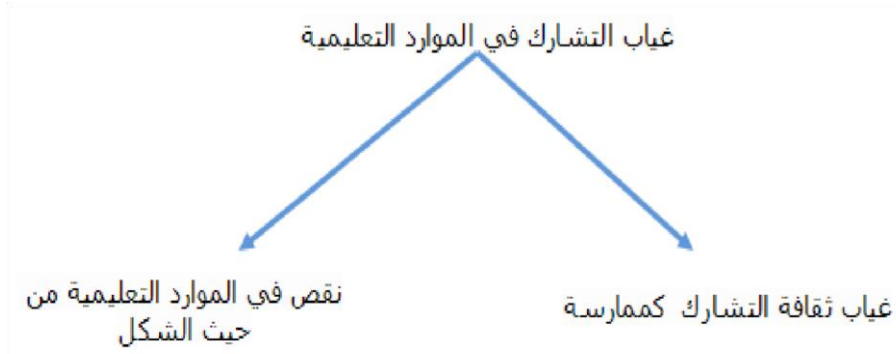 غياب التشارك في الموارد التعليمية
غياب ثقافة التشارك كممارسة
نقص في الموارد التعليمية من
حيث الشكل